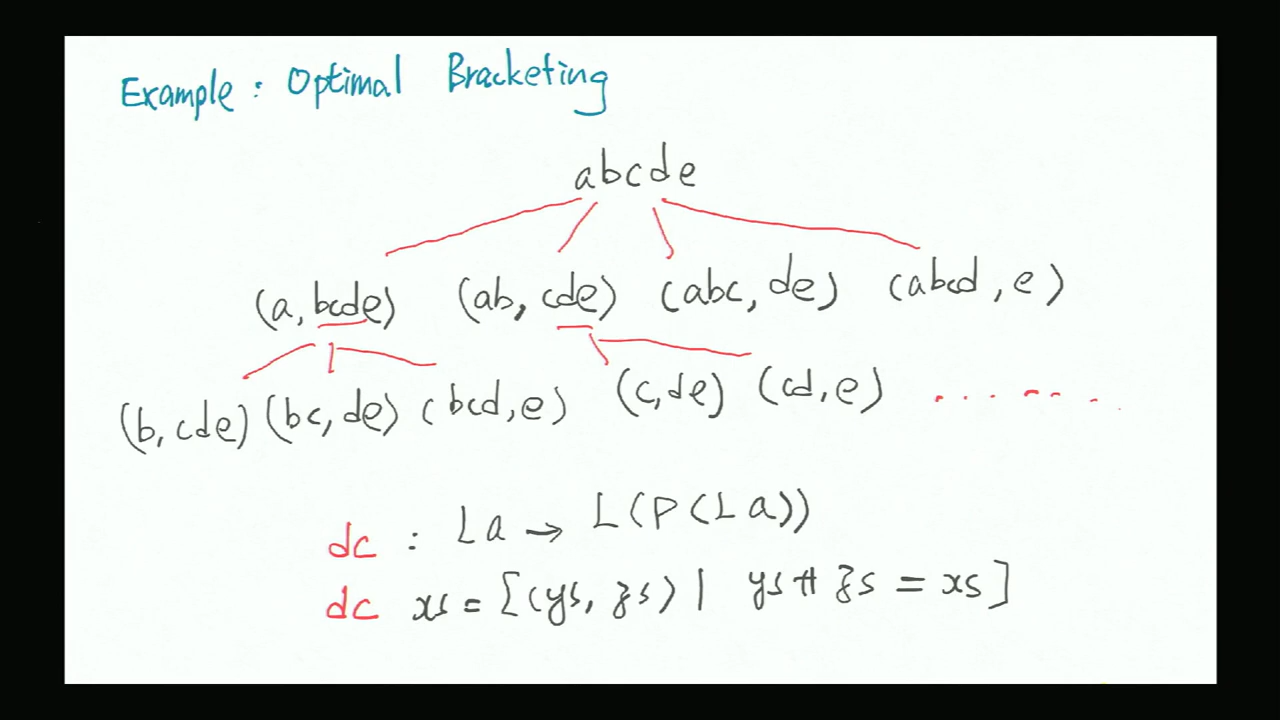 Example : Optimal Bracketing
abcde
(a, bcde) (ab, cde) (abc, de) (abcd, e)
(b, cde) (bc, de) (bcd, e) (c, de) (cd, e) .......
dc : L a → L(P(L a))
dc xs = [(ys, zs) | ys ⧺ zs = xs]